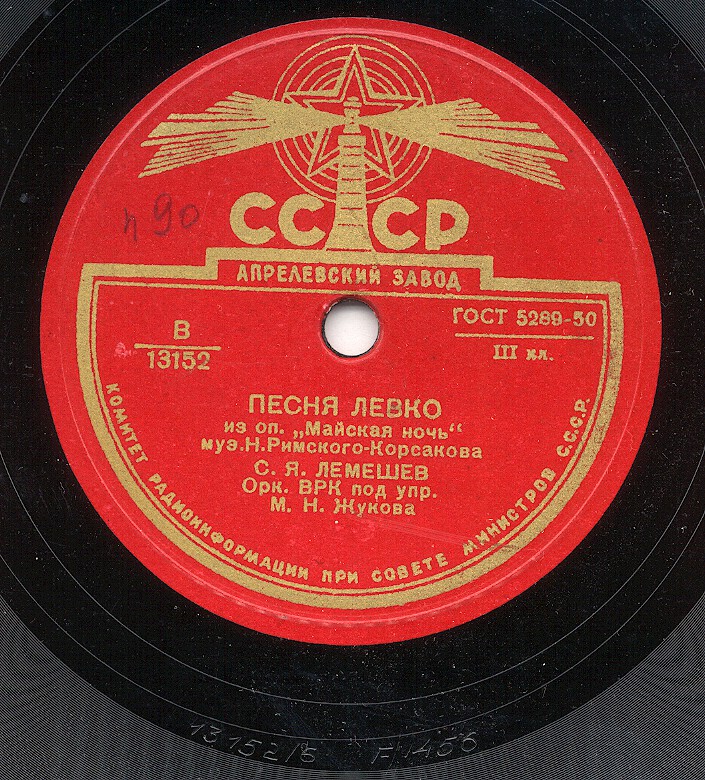 СССР
АПРЕЛЕВСКИЙ ЗАВОД
В
13152
ГОСТ 5289-50
III кл.
ПЕСНЯ ЛЕВКО
из оп. „Майская ночь“
муз.Н.Римского-Корсакова
С. Я. ЛЕМЕШЕВ
Орк. ВРК под упр.
М. Н. Жукова
КОМИТЕТ РАДИОИНФОРМАЦИИ ПРИ СОВЕТЕ МИНИСТРОВ С.С.С.Р.
13152/5